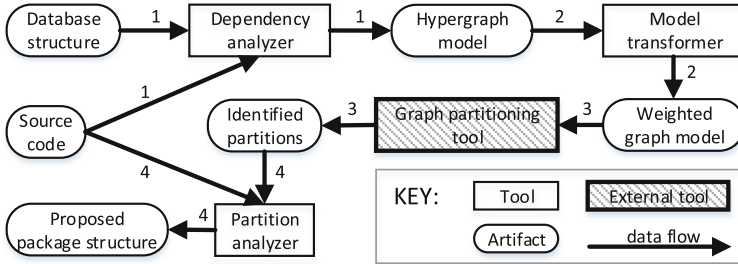 Database
structure
1
Dependency
analyzer
1
Hypergraph
model
2
Model
transformer
1
2
Source
code
Identified
partitions
3
Graph partitioning
tool
3
Weighted
graph model
4
4
Proposed
package structure
4
Partition
analyzer
KEY:
Tool
External tool
Artifact
data flow